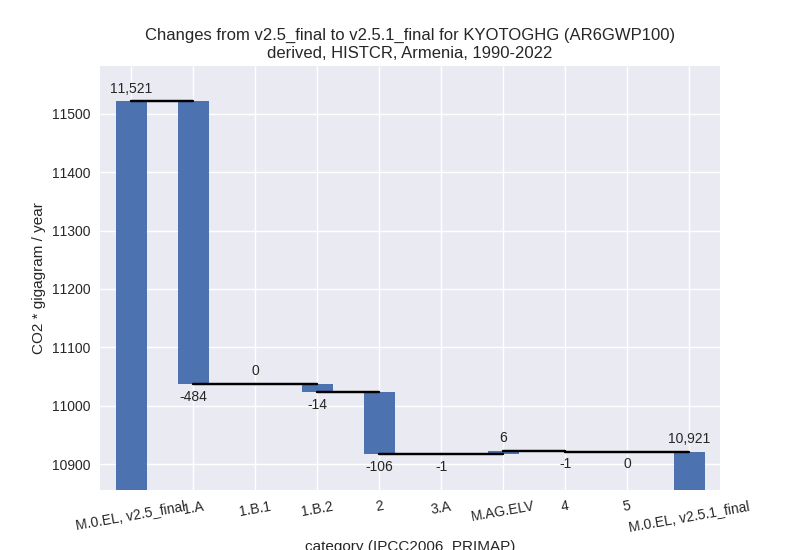 Changes from v2.5_final to v2.5.1_final for KYOTOGHG (AR6GWP100)
derived, HISTCR, Armenia, 1990-2022
CO2 * gigagram / year
11500
11400
11300
11200
11100
11000
10900
11,521
-484
0
-14
-106
-1
6
-1
0
10,921
M.0.EL, v2.5_final
1.A
1.B.1
1.B.2
2
3.A
M.AG.ELV
4
5
M.0.EL, v2.5.1_final
category (IPCC2006_PRIMAP)